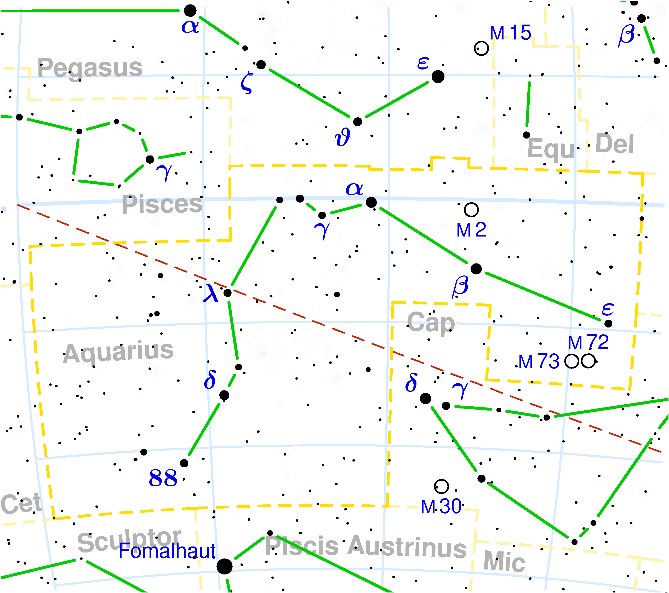 α
M 15
β
Pegasus
ζ
ε
ϑ
Equ
Del
γ
Pisces
α
γ
M 2
λ
β
ε
Cap
Aquarius
M 72
M 73
δ
δ
γ
88
M 30
Cet
Sculptor
Fomalhaut
Piscis Austrinus
Mic